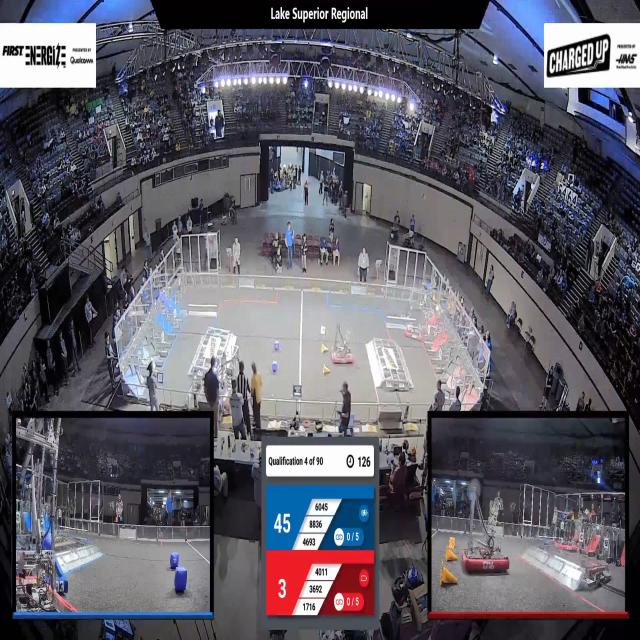 Lake Superior Regional
FIRST ENERGIZE
PRESENTED BY
Qualcomm
CHARGED UP
PRESENTED BY
HAAS
Qualification 4 of 90
126
45
6045
8836
4693
0 / 5
3
4011
3692
1716
0 / 5